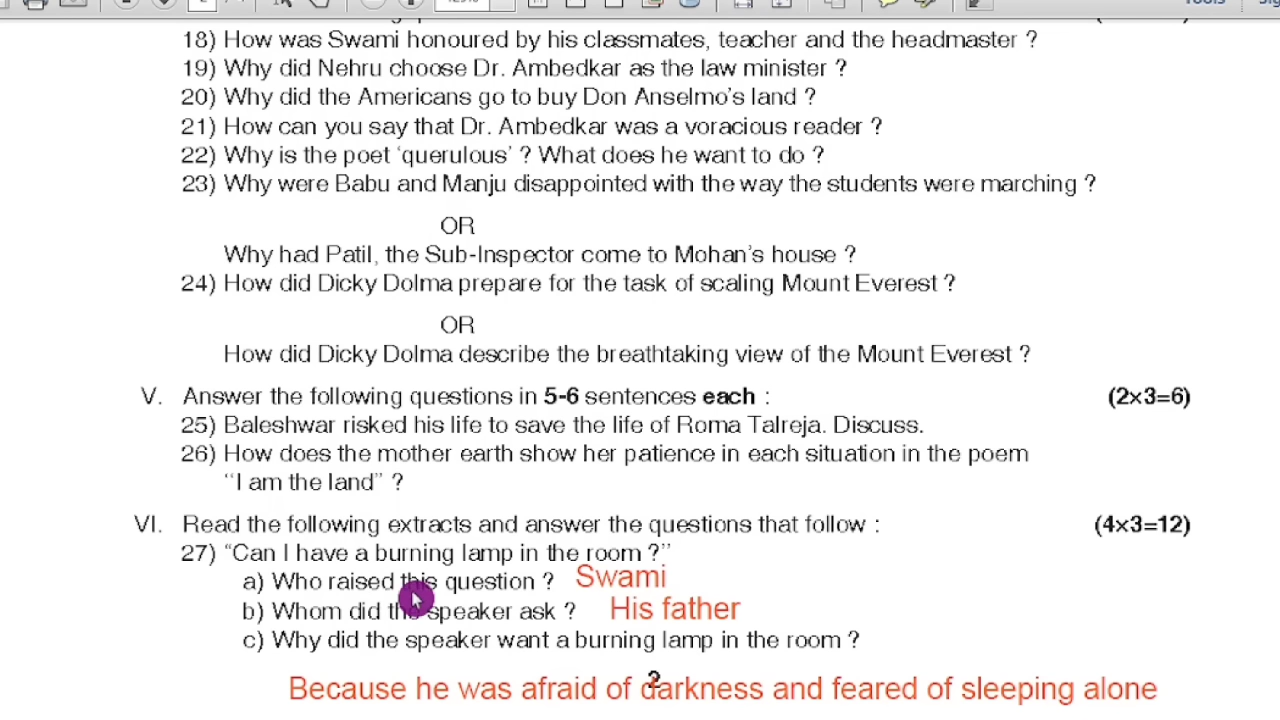 18) How was Swami honoured by his classmates, teacher and the headmaster ?
19) Why did Nehru choose Dr. Ambedkar as the law minister ?
20) Why did the Americans go to buy Don Anselmo's land ?
21) How can you say that Dr. Ambedkar was a voracious reader ?
22) Why is the poet 'querulous' ? What does he want to do ?
23) Why were Babu and Manju disappointed with the way the students were marching ?
OR
Why had Patil, the Sub-Inspector come to Mohan's house ?
24) How did Dicky Dolma prepare for the task of scaling Mount Everest ?
OR
How did Dicky Dolma describe the breathtaking view of the Mount Everest ?
V. Answer the following questions in 5-6 sentences each : (2×3=6)
25) Baleshwar risked his life to save the life of Roma Talreja. Discuss.
26) How does the mother earth show her patience in each situation in the poem
"I am the land" ?
VI. Read the following extracts and answer the questions that follow : (4×3=12)
27) "Can I have a burning lamp in the room ?"
a) Who raised this question ? Swami
b) Whom did the speaker ask ? His father
c) Why did the speaker want a burning lamp in the room ?
Because he was afraid of darkness and feared of sleeping alone